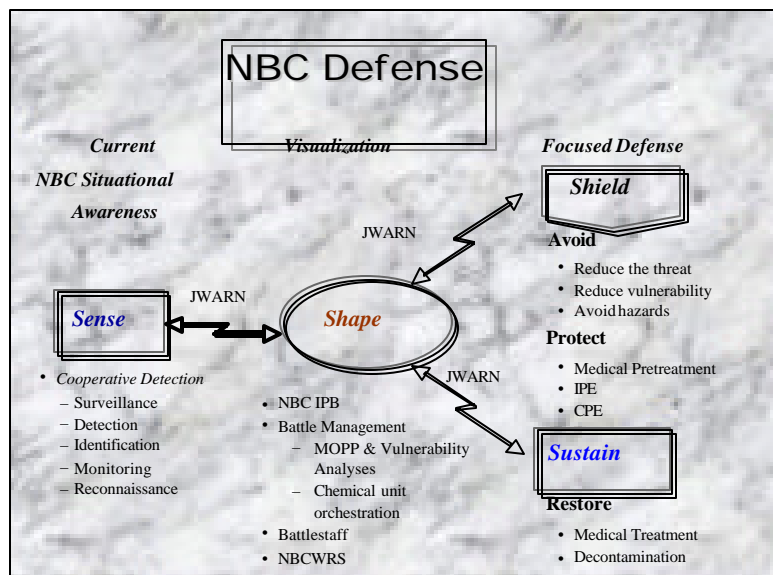 NBC Defense
Current
NBC Situational
Awareness
Visualization
Focused Defense
Sense
JWARN
• Cooperative Detection
– Surveillance
– Detection
– Identification
– Monitoring
– Reconnaissance
Shape
• NBC IPB
• Battle Management
– MOPP & Vulnerability
Analyses
– Chemical unit
orchestration
• Battlestaff
• NBCWRS
JWARN
Shield
Avoid
• Reduce the threat
• Reduce vulnerability
• Avoid hazards
Protect
• Medical Pretreatment
• IPE
• CPE
JWARN
Sustain
Restore
• Medical Treatment
• Decontamination